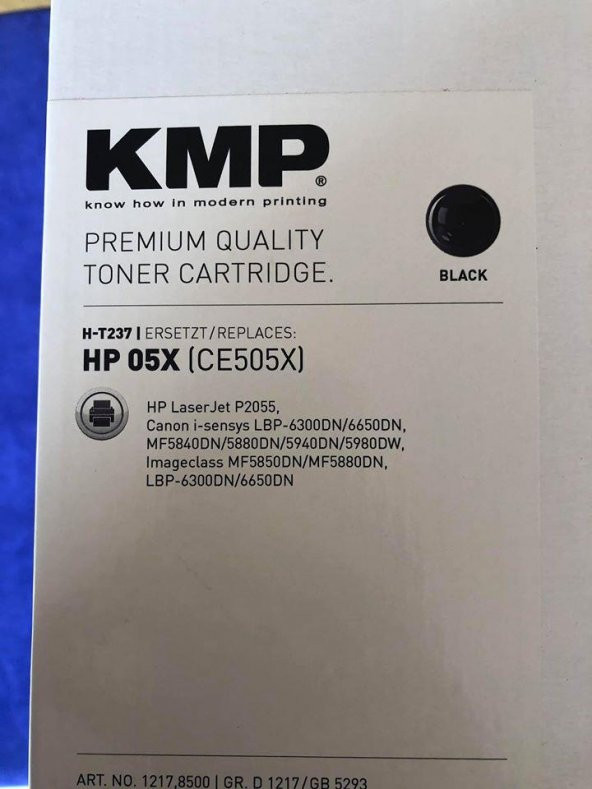 KMP®
know how in modern printing
PREMIUM QUALITY
TONER CARTRIDGE.
BLACK
H-T237 | ERSETZT/REPLACES:
HP 05X (CE505X)
HP LaserJet P2055,
Canon i-sensys LBP-6300DN/6650DN,
MF5840DN/5880DN/5940DN/5980DW,
Imageclass MF5850DN/MF5880DN,
LBP-6300DN/6650DN
ART. NO. 1217,8500 | GR. D 1217/GB 5293